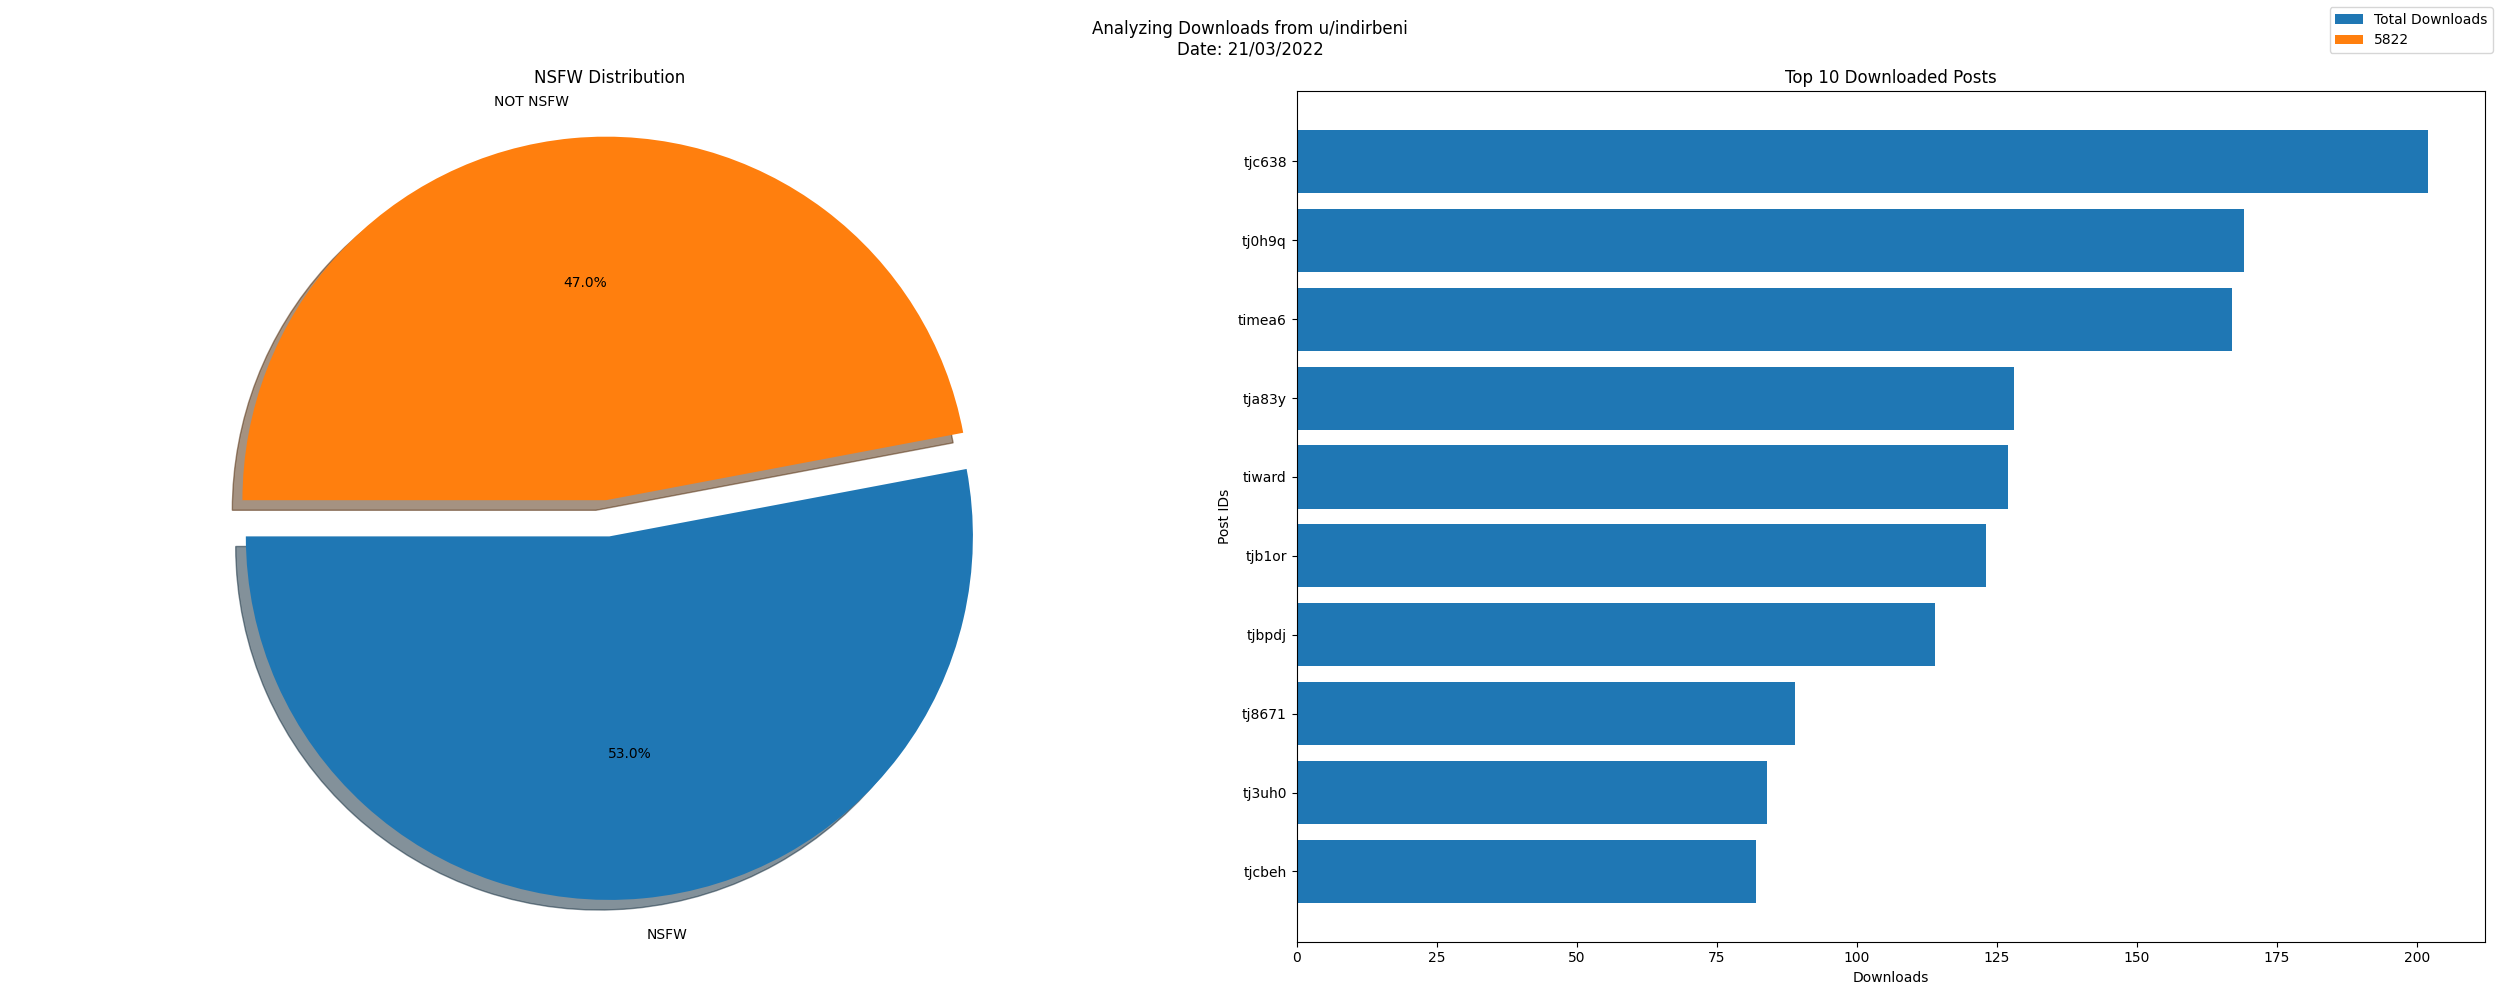 Analyzing Downloads from u/indirbeni
Date: 21/03/2022
Total Downloads
5822
NSFW Distribution
NOT NSFW
47.0%
53.0%
NSFW
Top 10 Downloaded Posts
Post IDs
tjc638
tj0h9q
timea6
tja83y
tiward
tjb1or
tjbpdj
tj8671
tj3uh0
tjcbeh
0 25 50 75 100 125 150 175 200
Downloads